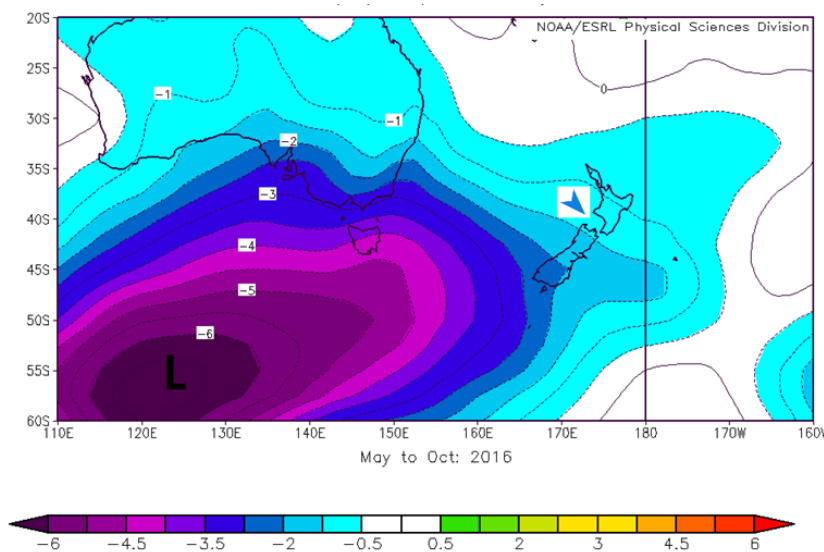 NOAA/ESRL Physical Sciences Division
20S
25S
0
-1
30S
-1
-2
35S
-3
40S
-4
45S
-5
50S
-6
55S
L
60S
110E 120E 130E 140E 150E 160E 170E 180 170W 160W
May to Oct: 2016
-6 -4.5 -3.5 -2 -0.5 0.5 2 3 4.5 6